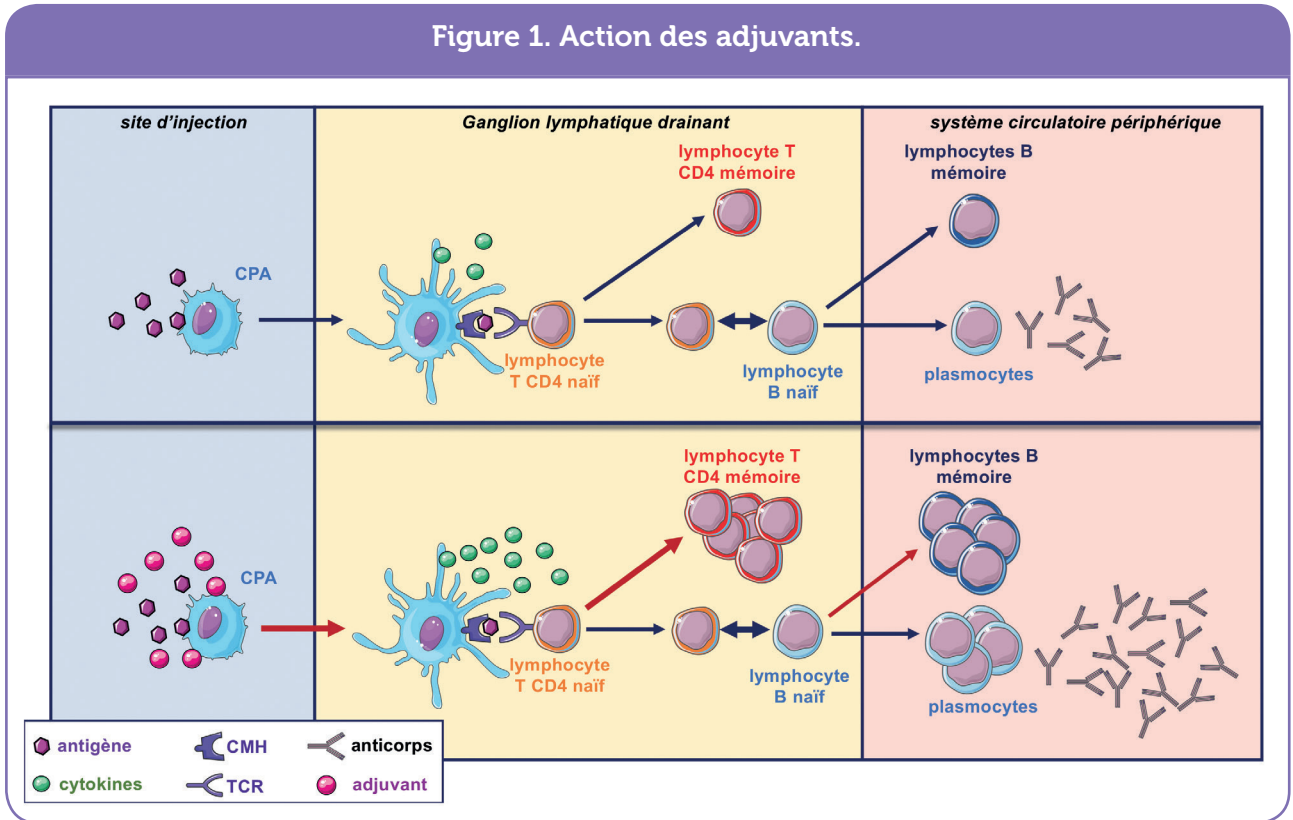 Figure 1. Action des adjuvants.
site d'injection
Ganglion lymphatique drainant
système circulatoire périphérique
lymphocyte T
CD4 mémoire
lymphocytes B
mémoire
CPA
lymphocyte
T CD4 naïf
lymphocyte
B naïf
plasmocytes
lymphocyte T
CD4 mémoire
lymphocytes B
mémoire
CPA
lymphocyte
T CD4 naïf
lymphocyte
B naïf
plasmocytes
antigène
CMH
anticorps
cytokines
TCR
adjuvant